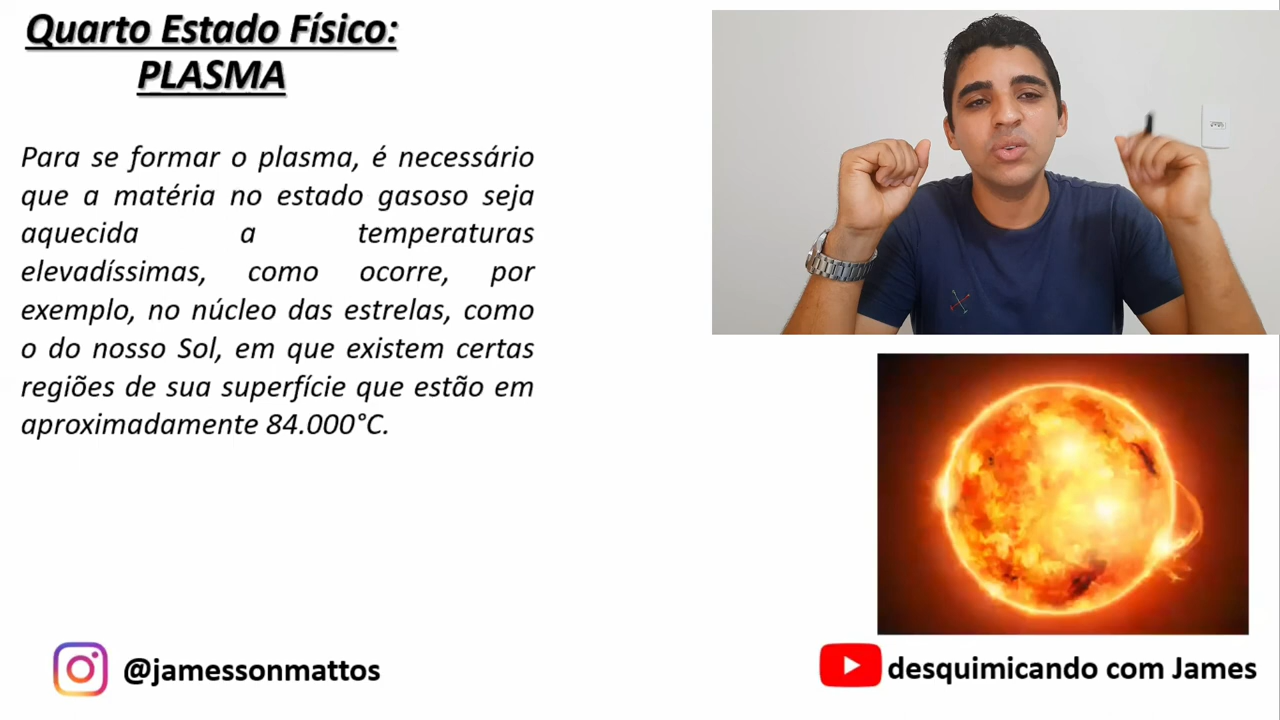 Quarto Estado Físico:
PLASMA
Para se formar o plasma, é necessário
que a matéria no estado gasoso seja
aquecida a temperaturas
elevadíssimas, como ocorre, por
exemplo, no núcleo das estrelas, como
o do nosso Sol, em que existem certas
regiões de sua superfície que estão em
aproximadamente 84.000°C.
@jamessonmattos
desquimicando com James